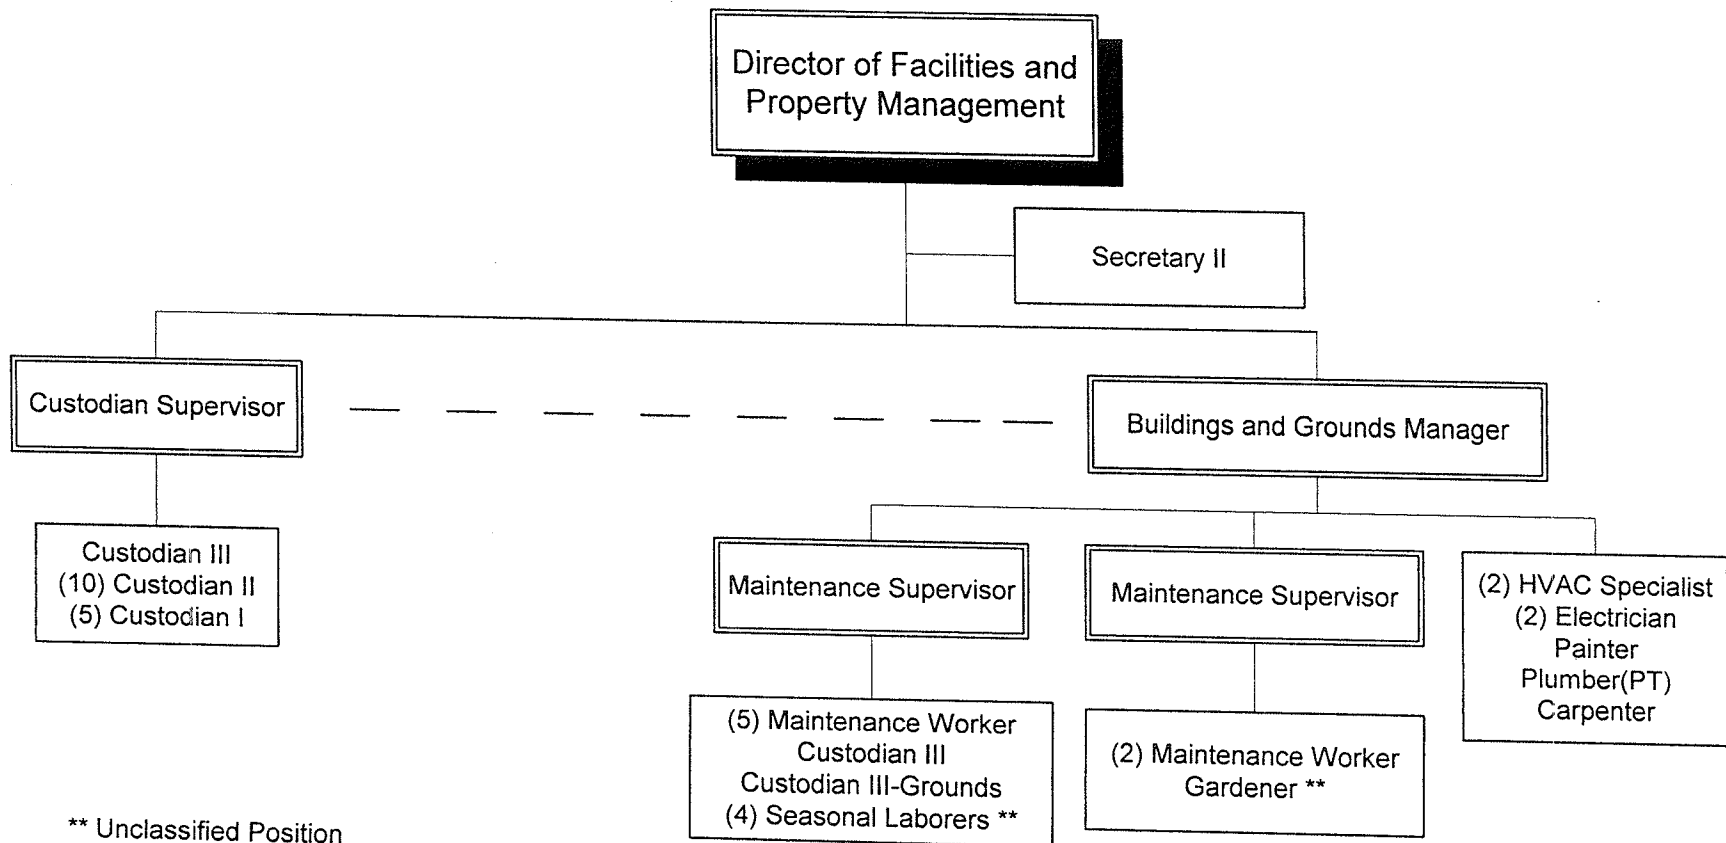 Director of Facilities and
Property Management
Secretary II
Custodian Supervisor
Buildings and Grounds Manager
Custodian III
(10) Custodian II
(5) Custodian I
Maintenance Supervisor
Maintenance Supervisor
(2) HVAC Specialist
(2) Electrician
Painter
Plumber(PT)
Carpenter
(5) Maintenance Worker
Custodian III
Custodian III-Grounds
(4) Seasonal Laborers **
(2) Maintenance Worker
Gardener **
** Unclassified Position